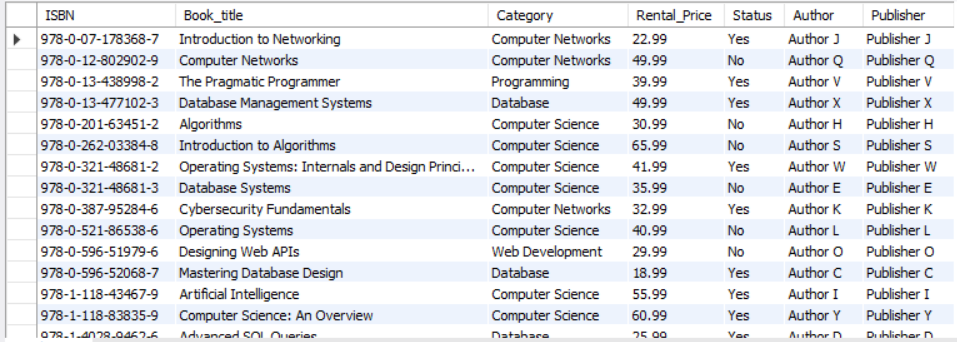 ISBN Book_title Category Rental_Price Status Author Publisher
978-0-07-178368-7 Introduction to Networking Computer Networks 22.99 Yes Author J Publisher J
978-0-12-802902-9 Computer Networks Computer Networks 49.99 No Author Q Publisher Q
978-0-13-438998-2 The Pragmatic Programmer Programming 39.99 Yes Author V Publisher V
978-0-13-477102-3 Database Management Systems Database 49.99 Yes Author X Publisher X
978-0-201-63451-2 Algorithms Computer Science 30.99 No Author H Publisher H
978-0-262-03384-8 Introduction to Algorithms Computer Science 65.99 No Author S Publisher S
978-0-321-48681-2 Operating Systems: Internals and Design Princi... Computer Science 41.99 Yes Author W Publisher W
978-0-321-48681-3 Database Systems Computer Science 35.99 No Author E Publisher E
978-0-387-95284-6 Cybersecurity Fundamentals Computer Networks 32.99 Yes Author K Publisher K
978-0-521-86538-6 Operating Systems Computer Science 40.99 No Author L Publisher L
978-0-596-51979-6 Designing Web APIs Web Development 29.99 No Author O Publisher O
978-0-596-52068-7 Mastering Database Design Database 18.99 Yes Author C Publisher C
978-1-118-43467-9 Artificial Intelligence Computer Science 55.99 Yes Author I Publisher I
978-1-118-83835-9 Computer Science: An Overview Computer Science 60.99 Yes Author Y Publisher Y
978-1-4028-9462-6 Advanced SQL Queries Database 25.99 Yes Author D Publisher D